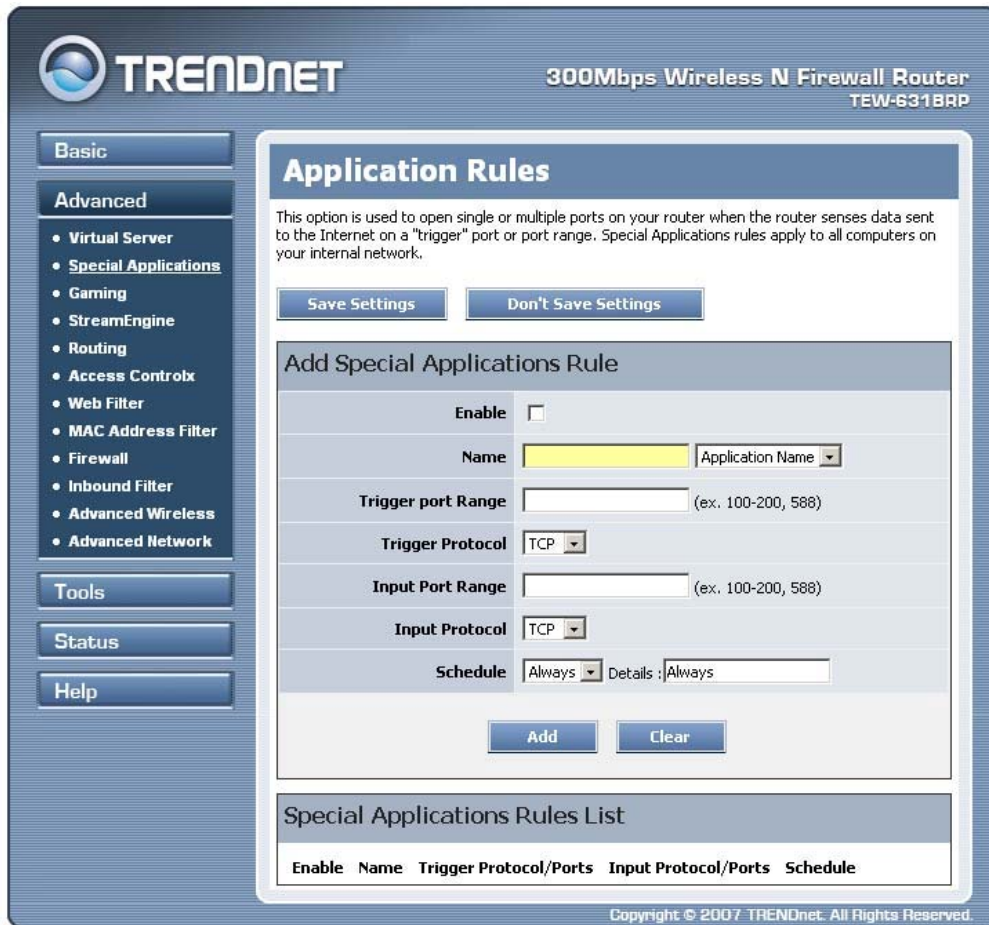 TRENDNET
300Mbps Wireless N Firewall Router
TEW-631BRP
Basic
Advanced
• Virtual Server
• Special Applications
• Gaming
• StreamEngine
• Routing
• Access Controlx
• Web Filter
• MAC Address Filter
• Firewall
• Inbound Filter
• Advanced Wireless
• Advanced Network
Tools
Status
Help
Application Rules
This option is used to open single or multiple ports on your router when the router senses data sent
to the Internet on a "trigger" port or port range. Special Applications rules apply to all computers on
your internal network.
Save Settings Don't Save Settings
Add Special Applications Rule
Enable
Name Application Name
Trigger port Range (ex. 100-200, 588)
Trigger Protocol TCP
Input Port Range (ex. 100-200, 588)
Input Protocol TCP
Schedule Always Details : Always
Add Clear
Special Applications Rules List
Enable Name Trigger Protocol/Ports Input Protocol/Ports Schedule
Copyright © 2007 TRENDnet. All Rights Reserved.